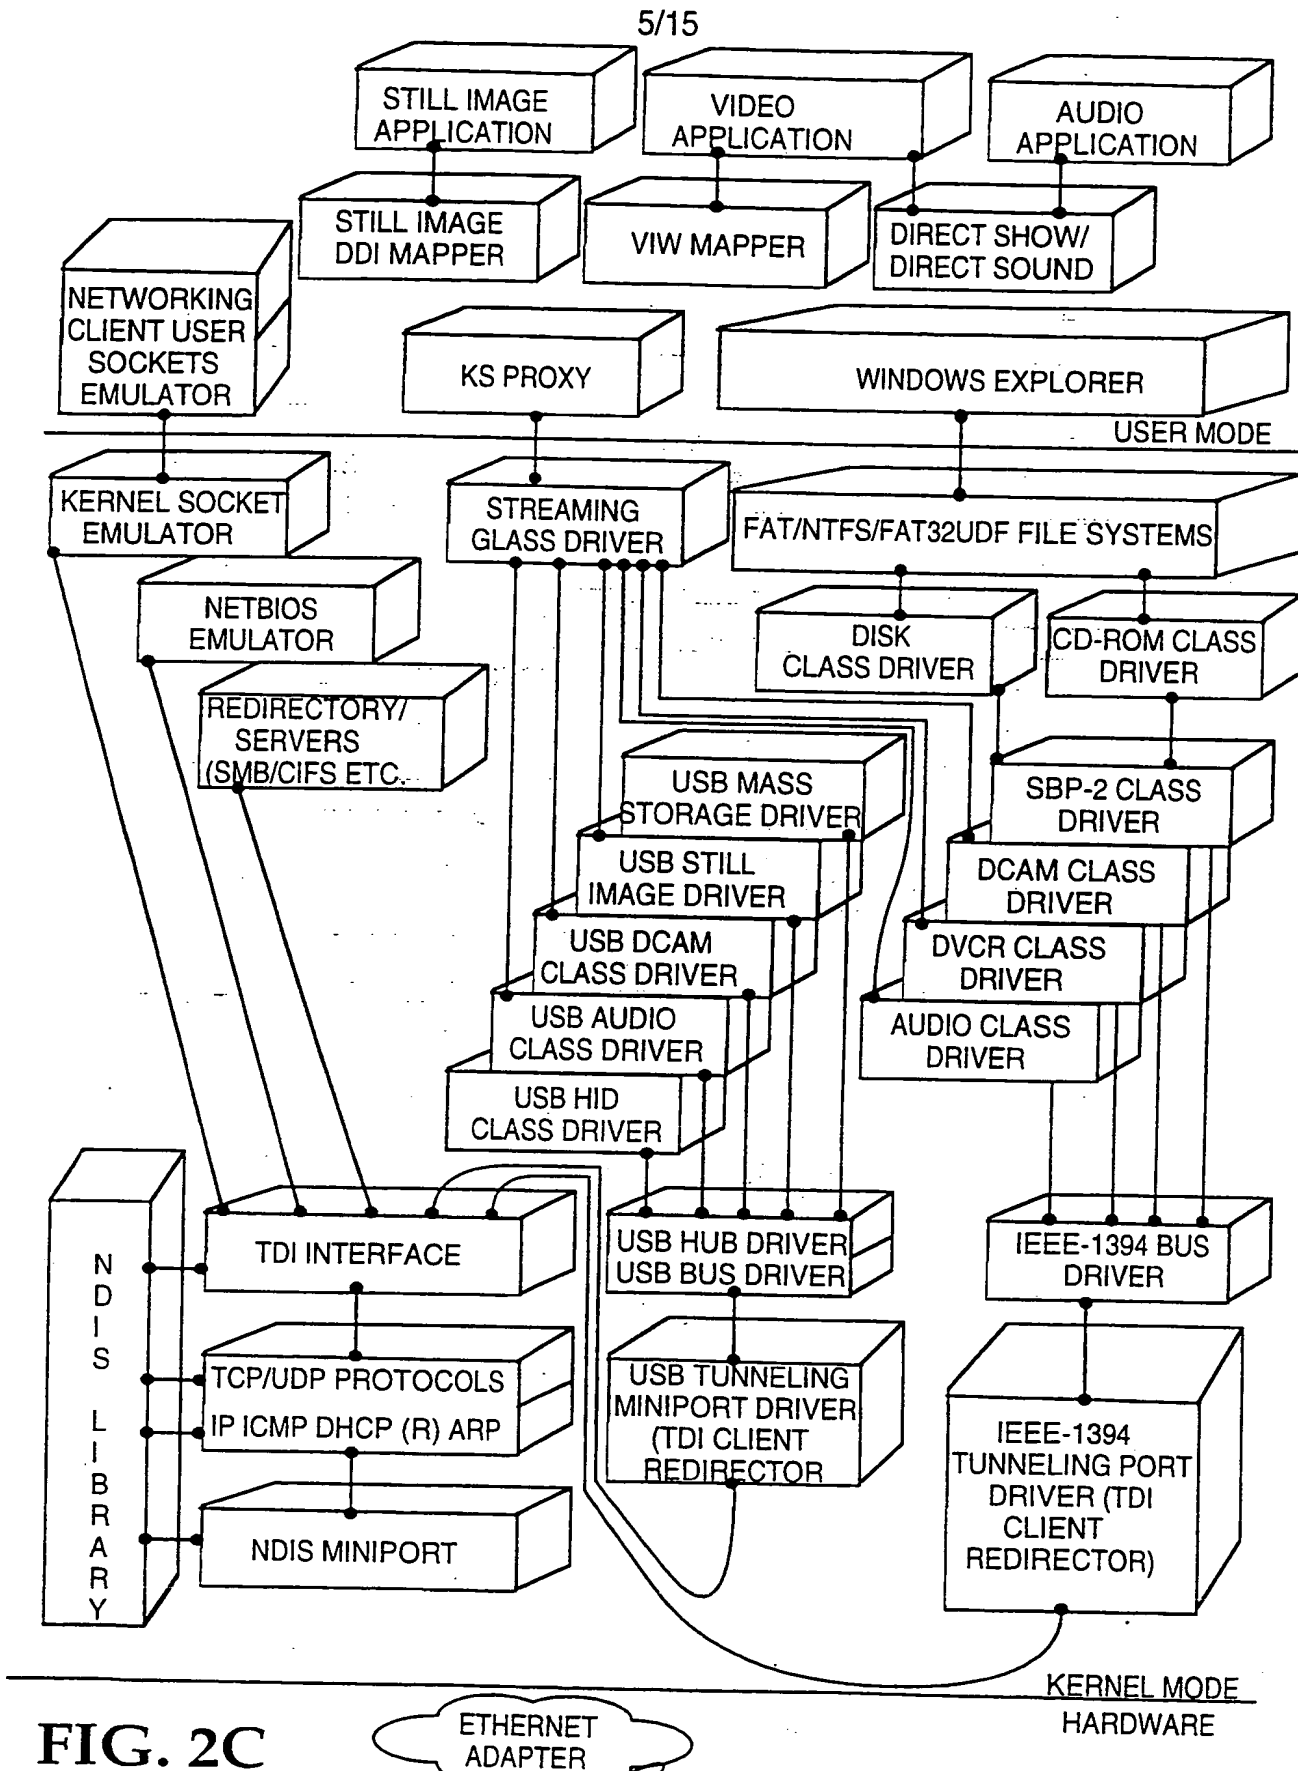 5/15
STILL IMAGE
APPLICATION
VIDEO
APPLICATION
AUDIO
APPLICATION
STILL IMAGE
DDI MAPPER
VIW MAPPER
DIRECT SHOW/
DIRECT SOUND
NETWORKING
CLIENT USER
SOCKETS
EMULATOR
KS PROXY
WINDOWS EXPLORER
USER MODE
KERNEL SOCKET
EMULATOR
STREAMING
GLASS DRIVER
FAT/NTFS/FAT32UDF FILE SYSTEMS
NETBIOS
EMULATOR
DISK
CLASS DRIVER
CD-ROM CLASS
DRIVER
REDIRECTORY/
SERVERS
(SMB/CIFS ETC.
USB MASS
STORAGE DRIVER
SBP-2 CLASS
DRIVER
USB STILL
IMAGE DRIVER
DCAM CLASS
DRIVER
USB DCAM
CLASS DRIVER
DVCR CLASS
DRIVER
USB AUDIO
CLASS DRIVER
AUDIO CLASS
DRIVER
USB HID
CLASS DRIVER
NDIS LIBRARY
TDI INTERFACE
USB HUB DRIVER
USB BUS DRIVER
IEEE-1394 BUS
DRIVER
TCP/UDP PROTOCOLS
IP ICMP DHCP (R) ARP
USB TUNNELING
MINIPORT DRIVER
(TDI CLIENT
REDIRECTOR
IEEE-1394
TUNNELING PORT
DRIVER (TDI
CLIENT
REDIRECTOR)
NDIS MINIPORT
KERNEL MODE
HARDWARE
FIG. 2C
ETHERNET
ADAPTER